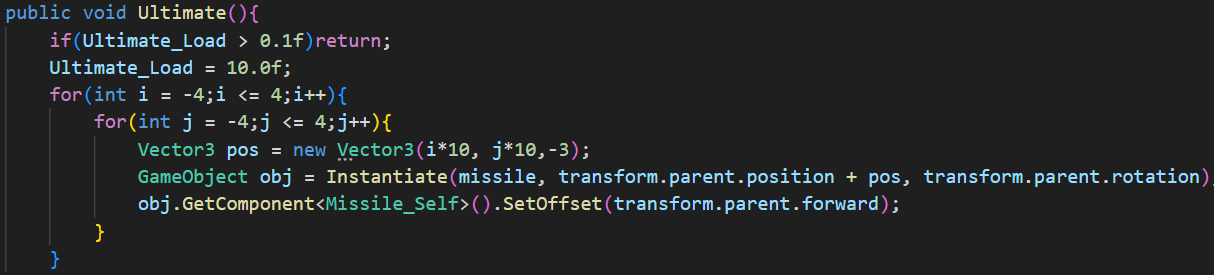 public void Ultimate(){
    if(Ultimate_Load > 0.1f)return;
    Ultimate_Load = 10.0f;
    for(int i = -4;i <= 4;i++){
        for(int j = -4;j <= 4;j++){
            Vector3 pos = new Vector3(i*10, j*10,-3);
            GameObject obj = Instantiate(missile, transform.parent.position + pos, transform.parent.rotation);
            obj.GetComponent<Missile_Self>().SetOffset(transform.parent.forward);
        }
    }